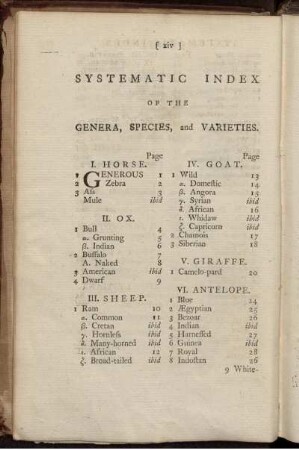 [ xiv ]
SYSTEMATIC INDEX
OF THE
GENERA, SPECIES, and VARIETIES.
Page
I. HORSE.
1 GENEROUS 1
2 Zebra 2
3 Ass 3
Mule ibid
II. OX.
1 Bull 4
α. Grunting 5
β. Indian 6
2 Buffalo 7
A. Naked 8
3 American ibid
4 Dwarf 9
III. SHEEP.
1 Ram 10
α. Common 11
β. Cretan ibid
γ. Hornless ibid
δ. Many-horned ibid
ε. African 12
ζ. Broad-tailed ibid
Page
IV. GOAT.
1 Wild 13
α. Domestic 14
β. Angora 15
γ. Syrian ibid
δ. African 16
ε. Whidaw ibid
ζ. Capricorn ibid
2 Chamois 17
3 Siberian 18
V. GIRAFFE.
1 Camelo-pard 20
VI. ANTELOPE.
1 Blue 24
2 Ægyptian 25
3 Bezoar 26
4 Indian ibid
5 Harnessed 27
6 Guinea ibid
7 Royal 28
8 Indostan
9 White-